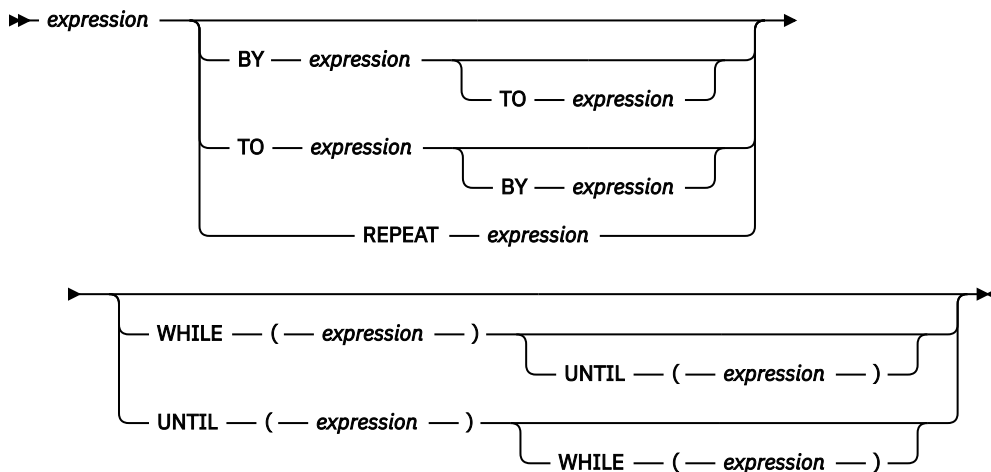 expression
BY expression
TO expression
TO expression
BY expression
REPEAT expression
WHILE ( expression )
UNTIL ( expression )
UNTIL ( expression )
WHILE ( expression )